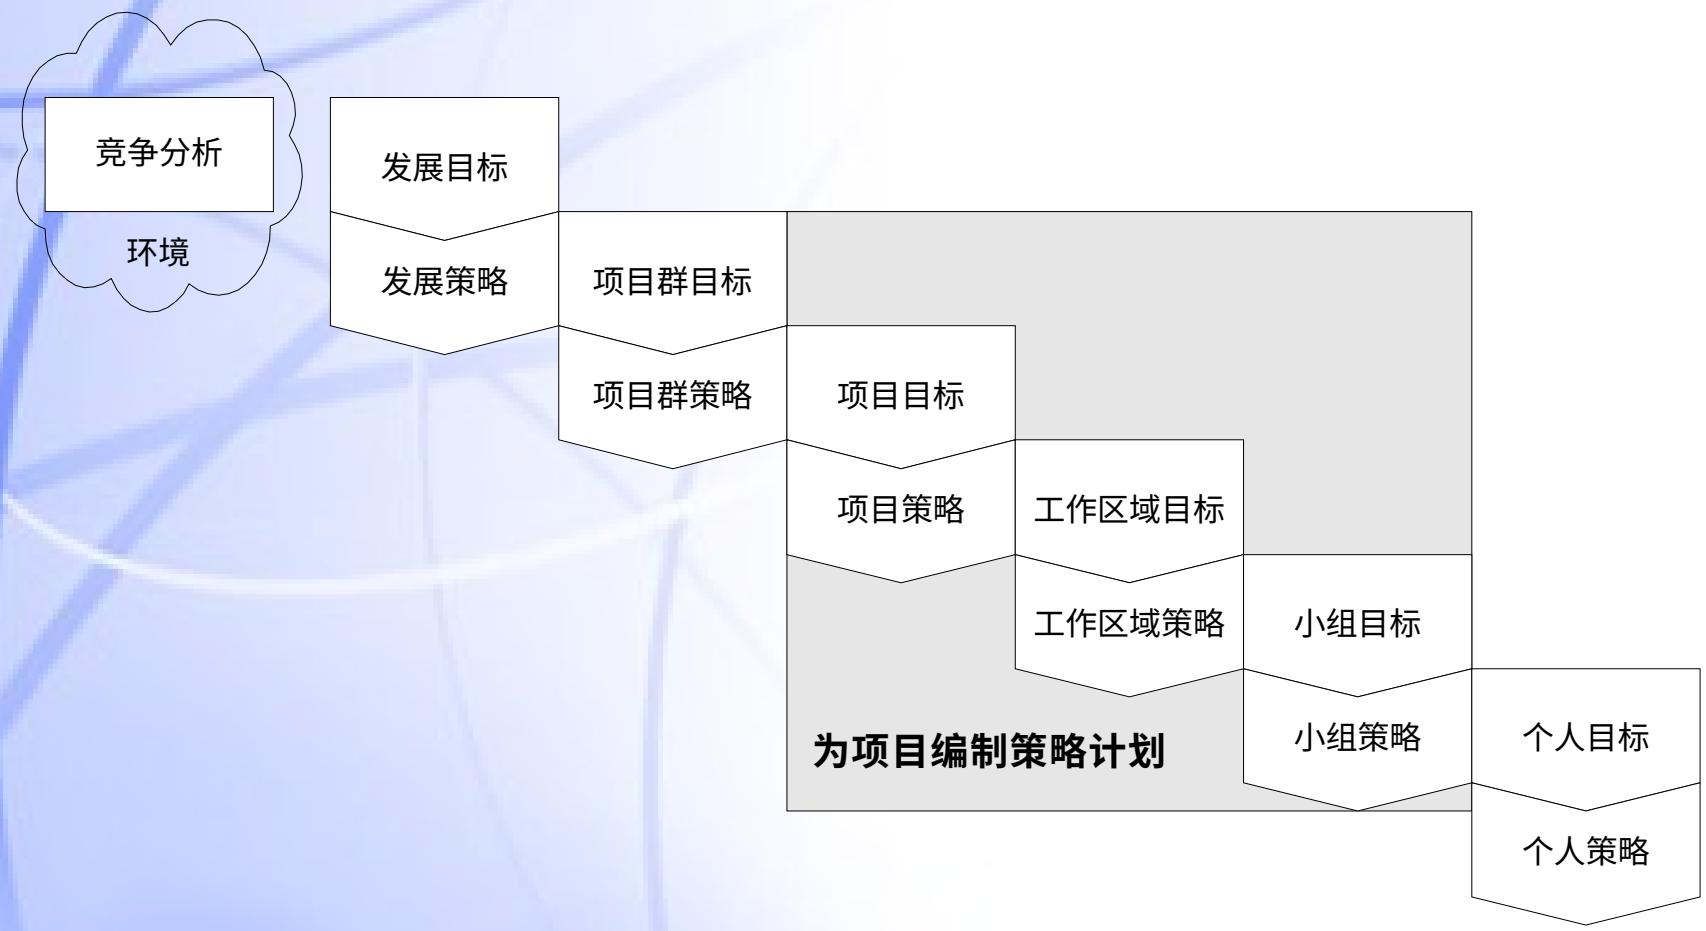 竞争分析
环境
发展目标
发展策略
项目群目标
项目群策略
项目目标
项目策略
工作区域目标
工作区域策略
小组目标
小组策略
个人目标
个人策略
为项目编制策略计划